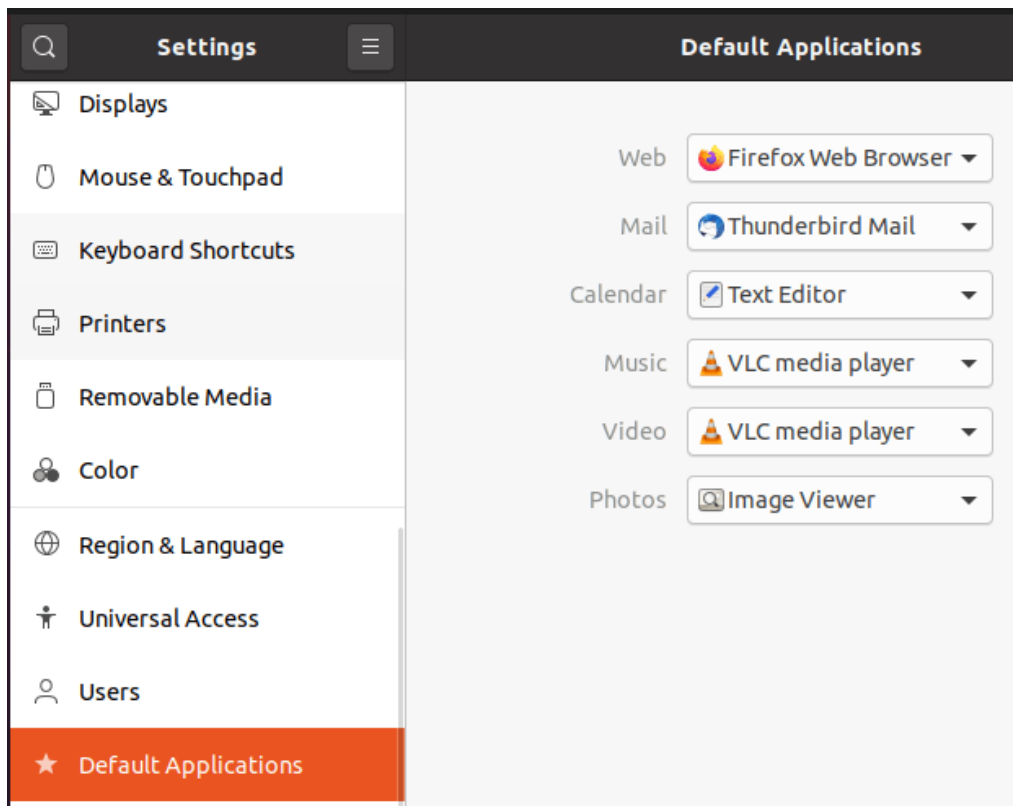 Settings
Default Applications
Displays
Mouse & Touchpad
Keyboard Shortcuts
Printers
Removable Media
Color
Region & Language
Universal Access
Users
Default Applications
Web Firefox Web Browser
Mail Thunderbird Mail
Calendar Text Editor
Music VLC media player
Video VLC media player
Photos Image Viewer